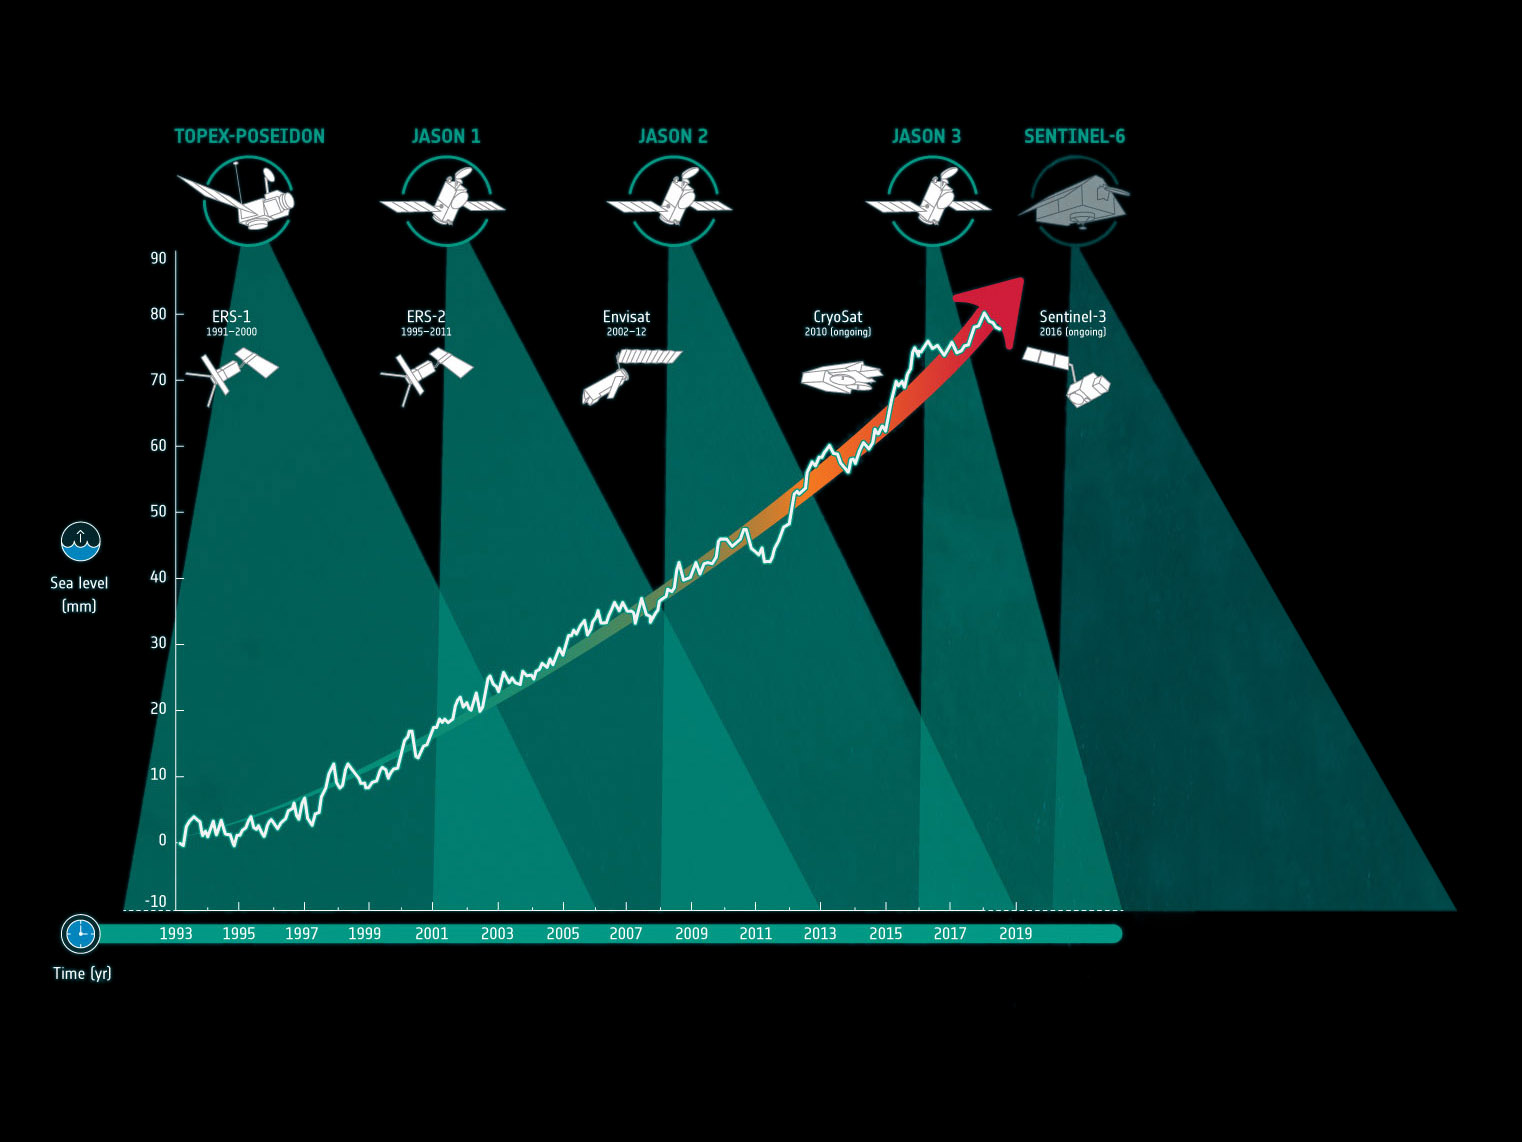 TOPEX-POSEIDON JASON 1 JASON 2 JASON 3 SENTINEL-6
90
80
70
60
50
40
30
20
10
0
-10
ERS-1
1991–2000
ERS-2
1995–2011
Envisat
2002–12
CryoSat
2010 (ongoing)
Sentinel-3
2016 (ongoing)
Sea level
(mm)
1993 1995 1997 1999 2001 2003 2005 2007 2009 2011 2013 2015 2017 2019
Time (yr)